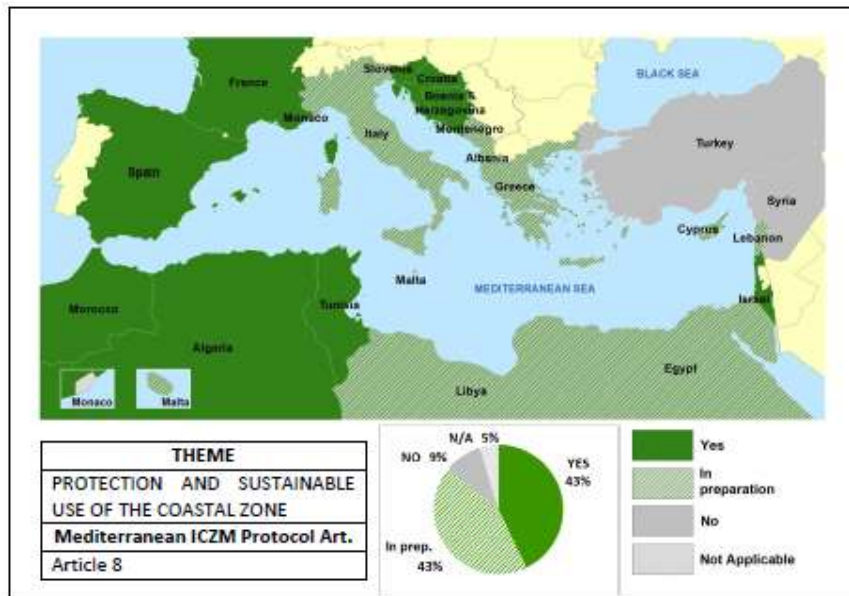 BLACK SEA
France
Slovenia
Croatia
Bosnia &
Herzegovina
Monaco
Italy
Montenegro
Spain
Albania
Greece
Turkey
Syria
Cyprus
Lebanon
Malta
MEDITERRANEAN SEA
Israel
Morocco
Tunisia
Algeria
Libya
Egypt
Monaco
Malta
THEME
PROTECTION AND SUSTAINABLE
USE OF THE COASTAL ZONE
Mediterranean ICZM Protocol Art.
Article 8
N/A 5%
NO 9%
YES
43%
In prep.
43%
Yes
In
preparation
No
Not Applicable